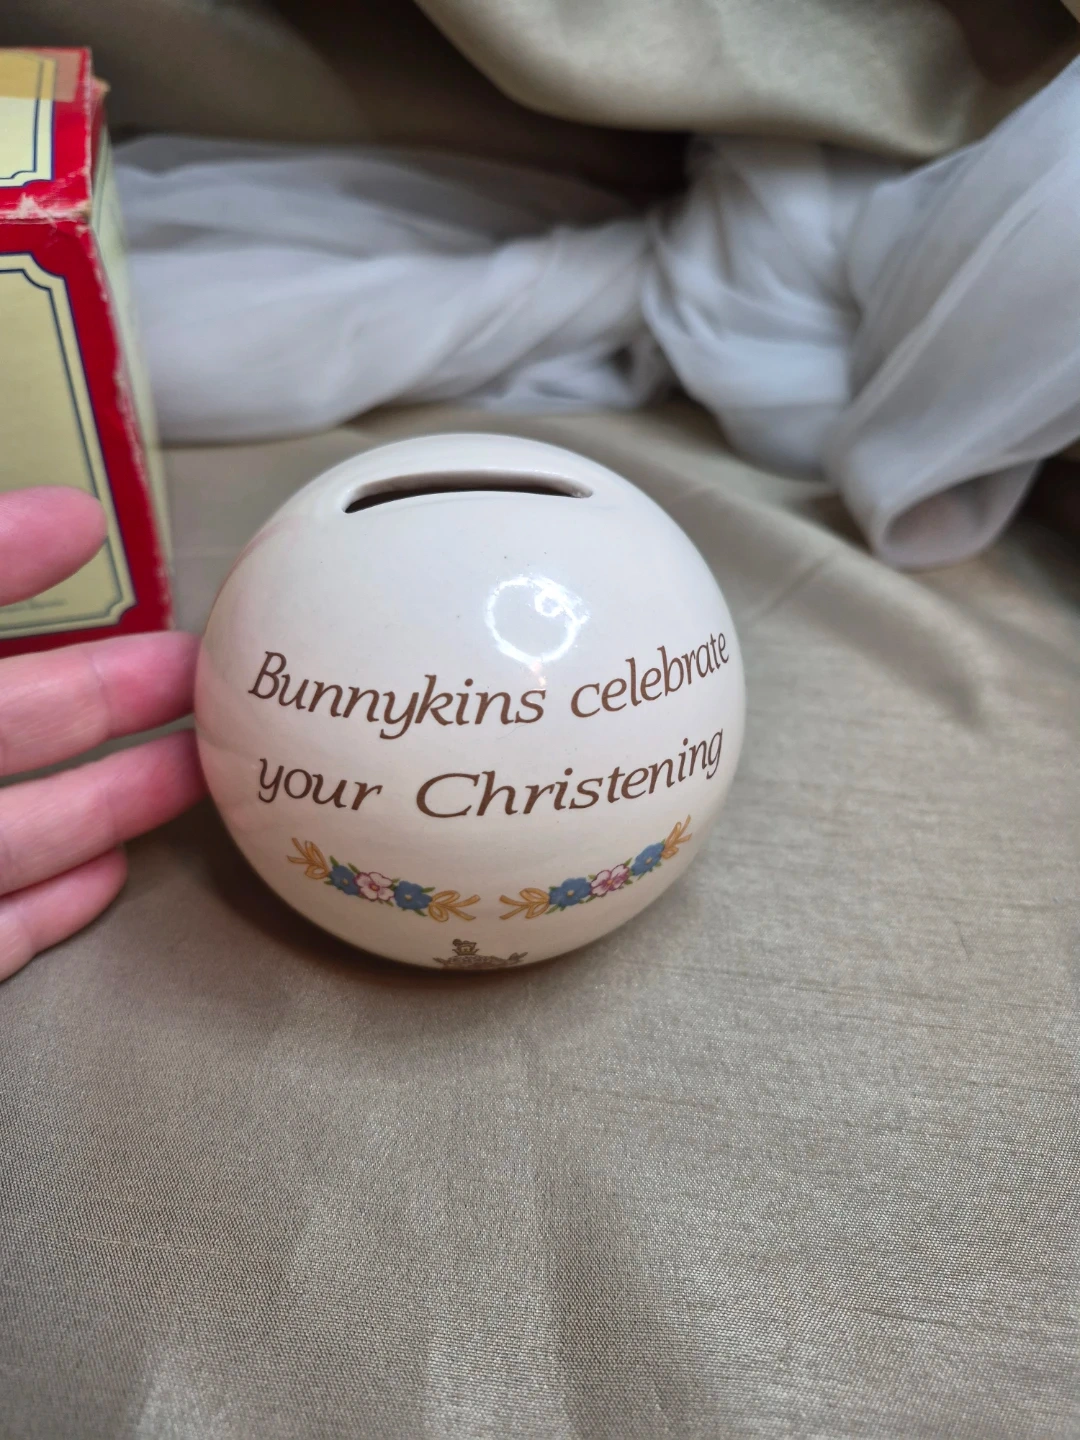 Bunnykins celebrate
your Christening